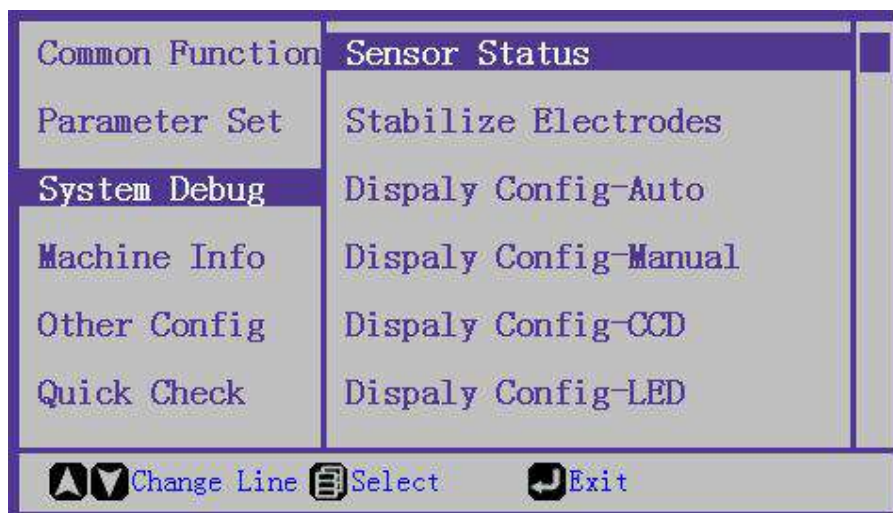 Common Function Sensor Status
Parameter Set Stabilize Electrodes
System Debug Dispaly Config-Auto
Machine Info Dispaly Config-Manual
Other Config Dispaly Config-CCD
Quick Check Dispaly Config-LED
Change Line Select Exit